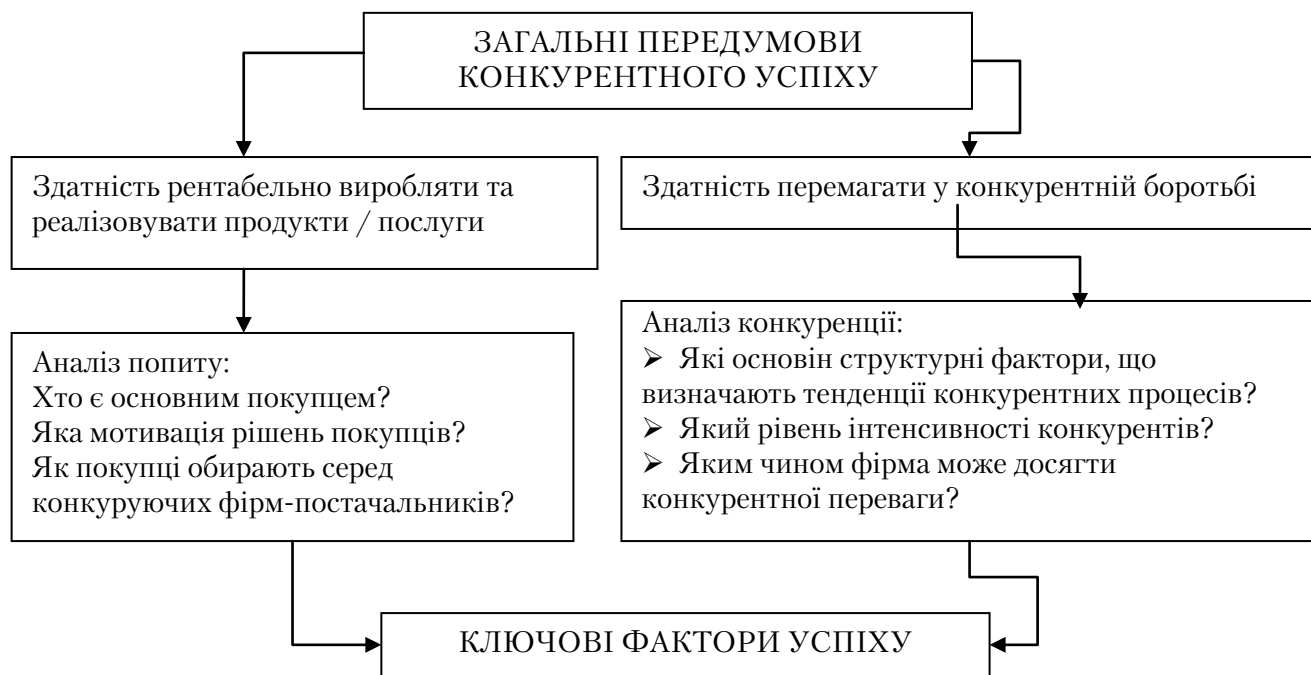 ЗАГАЛЬНІ ПЕРЕДУМОВИ
КОНКУРЕНТНОГО УСПІХУ
Здатність рентабельно виробляти та
реалізовувати продукти / послуги
Здатність перемагати у конкурентній боротьбі
Аналіз попиту:
Хто є основним покупцем?
Яка мотивація рішень покупців?
Як покупці обирають серед
конкуруючих фірм-постачальників?
Аналіз конкуренції:
➢ Які основін структурні фактори, що
визначають тенденції конкурентних процесів?
➢ Який рівень інтенсивності конкурентів?
➢ Яким чином фірма може досягти
конкурентної переваги?
КЛЮЧОВІ ФАКТОРИ УСПІХУ